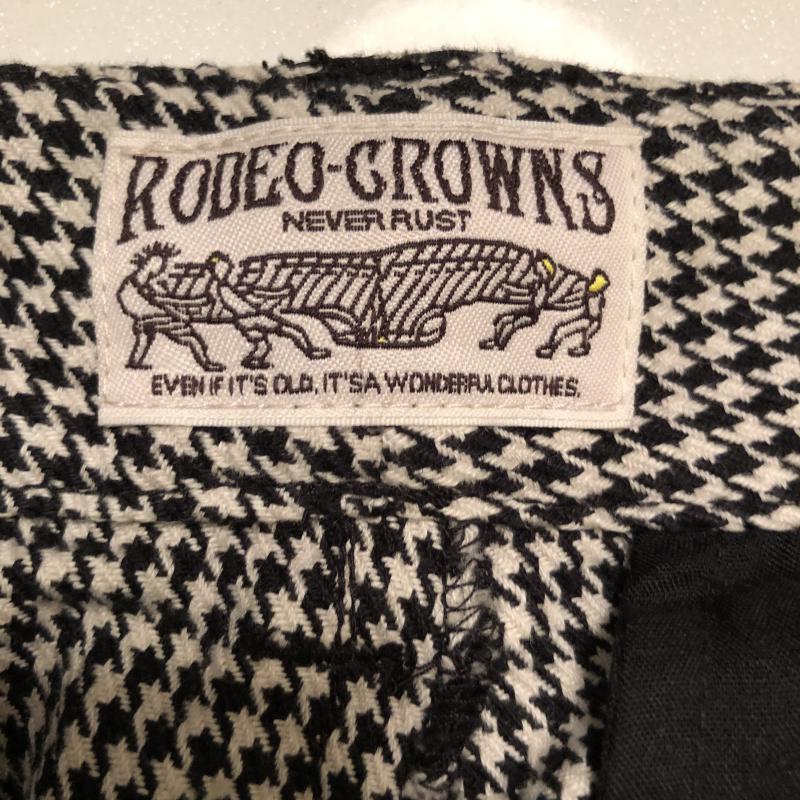 RODEO-CROWNS
NEVER RUST
EVEN IF IT'S OLD, IT'S A WONDERFUL CLOTHES.